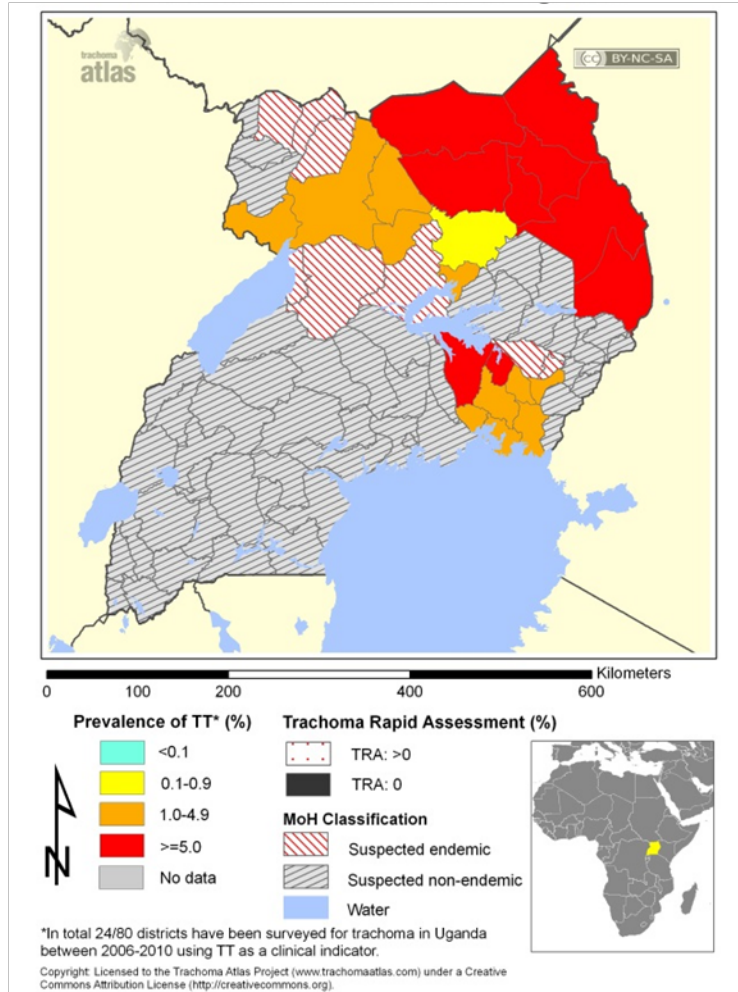 trachoma
atlas
CC BY-NC-SA
Kilometers
0 100 200 400 600
Prevalence of TT* (%)
<0.1
0.1-0.9
1.0-4.9
>=5.0
No data
N
Trachoma Rapid Assessment (%)
TRA: >0
TRA: 0
MoH Classification
Suspected endemic
Suspected non-endemic
Water
*In total 24/80 districts have been surveyed for trachoma in Uganda
between 2006-2010 using TT as a clinical indicator.
Copyright: Licensed to the Trachoma Atlas Project (www.trachomaatlas.com) under a Creative
Commons Attribution License (http://creativecommons.org).